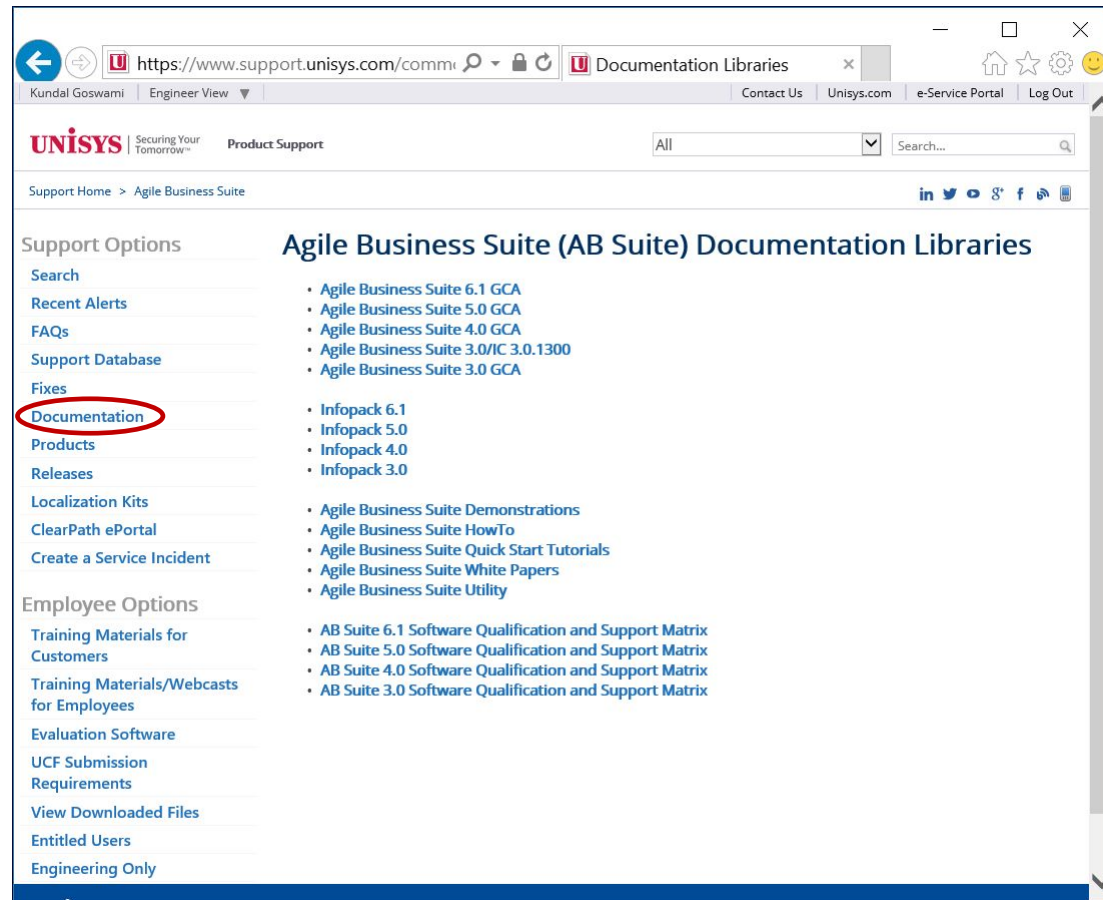 https://www.support.unisys.com/comm
Documentation Libraries
Kundal Goswami
Engineer View
Contact Us
Unisys.com
e-Service Portal
Log Out
UNISYS
Securing Your
Tomorrow™
Product Support
All
Search...
Support Home > Agile Business Suite
Support Options
Search
Recent Alerts
FAQs
Support Database
Fixes
Documentation
Products
Releases
Localization Kits
ClearPath ePortal
Create a Service Incident
Employee Options
Training Materials for
Customers
Training Materials/Webcasts
for Employees
Evaluation Software
UCF Submission
Requirements
View Downloaded Files
Entitled Users
Engineering Only
Agile Business Suite (AB Suite) Documentation Libraries
• Agile Business Suite 6.1 GCA
• Agile Business Suite 5.0 GCA
• Agile Business Suite 4.0 GCA
• Agile Business Suite 3.0/IC 3.0.1300
• Agile Business Suite 3.0 GCA
• Infopack 6.1
• Infopack 5.0
• Infopack 4.0
• Infopack 3.0
• Agile Business Suite Demonstrations
• Agile Business Suite HowTo
• Agile Business Suite Quick Start Tutorials
• Agile Business Suite White Papers
• Agile Business Suite Utility
• AB Suite 6.1 Software Qualification and Support Matrix
• AB Suite 5.0 Software Qualification and Support Matrix
• AB Suite 4.0 Software Qualification and Support Matrix
• AB Suite 3.0 Software Qualification and Support Matrix